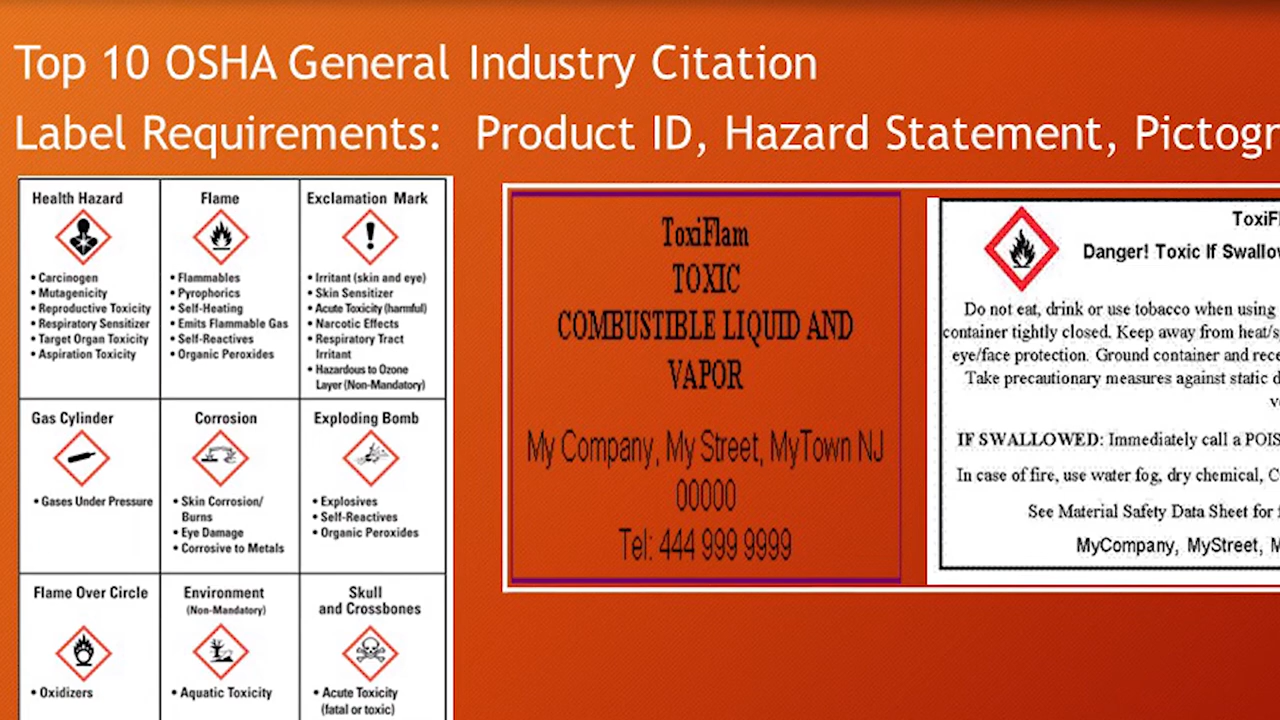 Top 10 OSHA General Industry Citation
Label Requirements: Product ID, Hazard Statement,
Health Hazard
• Carcinogen
• Mutagenicity
• Reproductive Toxicity
• Respiratory Sensitizer
• Target Organ Toxicity
• Aspiration Toxicity
Flame
• Flammables
• Pyrophorics
• Self-Heating
• Emits Flammable Gas
• Self-Reactives
• Organic Peroxides
Exclamation Mark
• Irritant (skin and eye)
• Skin Sensitizer
• Acute Toxicity (harmful)
• Narcotic Effects
• Respiratory Tract
Irritant
• Hazardous to Ozone
Layer (Non-Mandatory)
Gas Cylinder
• Gases Under Pressure
Corrosion
• Skin Corrosion/
Burns
• Eye Damage
• Corrosive to Metals
Exploding Bomb
• Explosives
• Self-Reactives
• Organic Peroxides
Flame Over Circle
• Oxidizers
Environment
(Non-Mandatory)
• Aquatic Toxicity
Skull
and Crossbones
• Acute Toxicity
(fatal or toxic)
ToxiFlam
TOXIC
COMBUSTIBLE LIQUID AND
VAPOR
My Company, My Street, MyTown NJ
00000
Tel: 444 999 9999
Danger! Toxic If
Do not eat, drink or use tobacco when using
container tightly closed. Keep away from
eye/face protection. Ground container and
Take precautionary measures against static
IF SWALLOWED: Immediately call a
In case of fire, use water fog, dry chemical,
See Material Safety Data Sheet for
MyCompany, MyStreet,